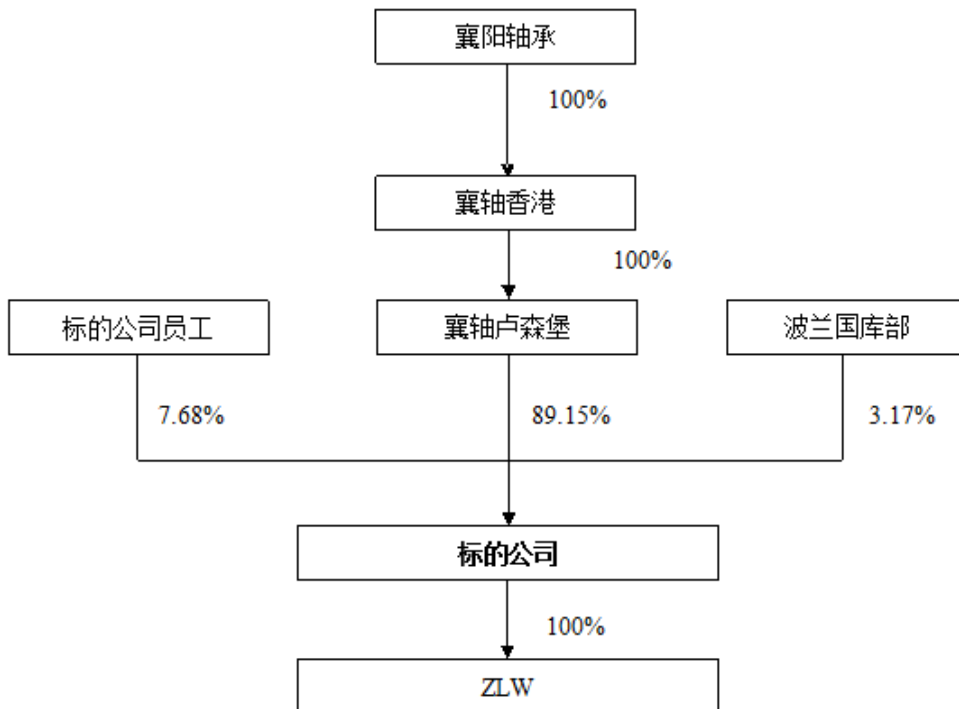 襄阳轴承
100%
襄轴香港
100%
标的公司员工
襄轴卢森堡
波兰国库部
7.68%
89.15%
3.17%
标的公司
100%
ZLW